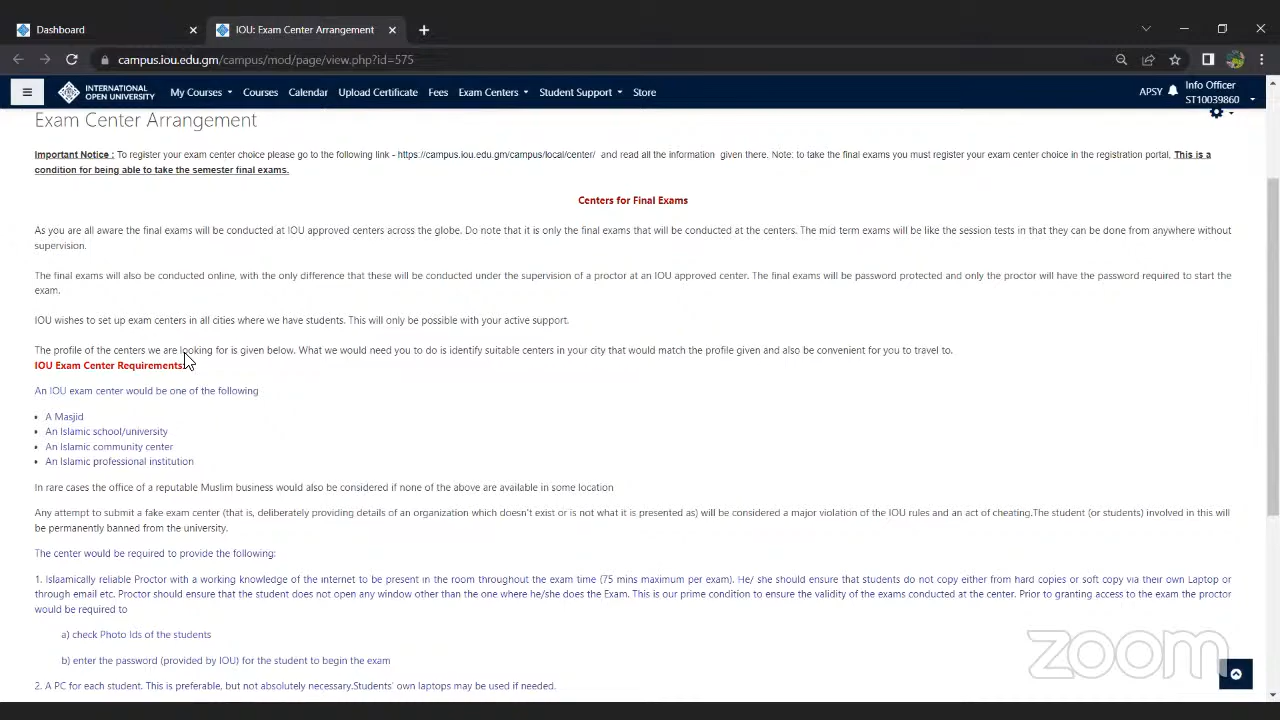 Dashboard
IOU: Exam Center Arrangement
campus.iou.edu.gm/campus/mod/page/view.php?id=575
INTERNATIONAL OPEN UNIVERSITY My Courses Courses Calendar Upload Certificate Fees Exam Centers Student Support Store APSY Info Officer ST10039860
Exam Center Arrangement
Important Notice : To register your exam center choice please go to the following link - https://campus.iou.edu.gm/campus/local/center/ and read all the information given there. Note: to take the final exams you must register your exam center choice in the registration portal. This is a
condition for being able to take the semester final exams.
Centers for Final Exams
As you are all aware the final exams will be conducted at IOU approved centers across the globe. Do note that it is only the final exams that will be conducted at the centers. The mid term exams will be like the session tests in that they can be done from anywhere without
supervision.
The final exams will also be conducted online, with the only difference that these will be conducted under the supervision of a proctor at an IOU approved center. The final exams will be password protected and only the proctor will have the password required to start the
exam.
IOU wishes to set up exam centers in all cities where we have students. This will only be possible with your active support.
The profile of the centers we are looking for is given below. What we would need you to do is identify suitable centers in your city that would match the profile given and also be convenient for you to travel to.
IOU Exam Center Requirements:
An IOU exam center would be one of the following
• A Masjid
• An Islamic school/university
• An Islamic community center
• An Islamic professional institution
In rare cases the office of a reputable Muslim business would also be considered if none of the above are available in some location
Any attempt to submit a fake exam center (that is, deliberately providing details of an organization which doesn't exist or is not what it is presented as) will be considered a major violation of the IOU rules and an act of cheating.The student (or students) involved in this will
be permanently banned from the university.
The center would be required to provide the following:
1. Islaamically reliable Proctor with a working knowledge of the internet to be present in the room throughout the exam time (75 mins maximum per exam). He/ she should ensure that students do not copy either from hard copies or soft copy via their own Laptop or
through email etc. Proctor should ensure that the student does not open any window other than the one where he/she does the Exam. This is our prime condition to ensure the validity of the exams conducted at the center. Prior to granting access to the exam the proctor
would be required to
a) check Photo Ids of the students
b) enter the password (provided by IOU) for the student to begin the exam
2. A PC for each student. This is preferable, but not absolutely necessary.Students' own laptops may be used if needed.
zoom